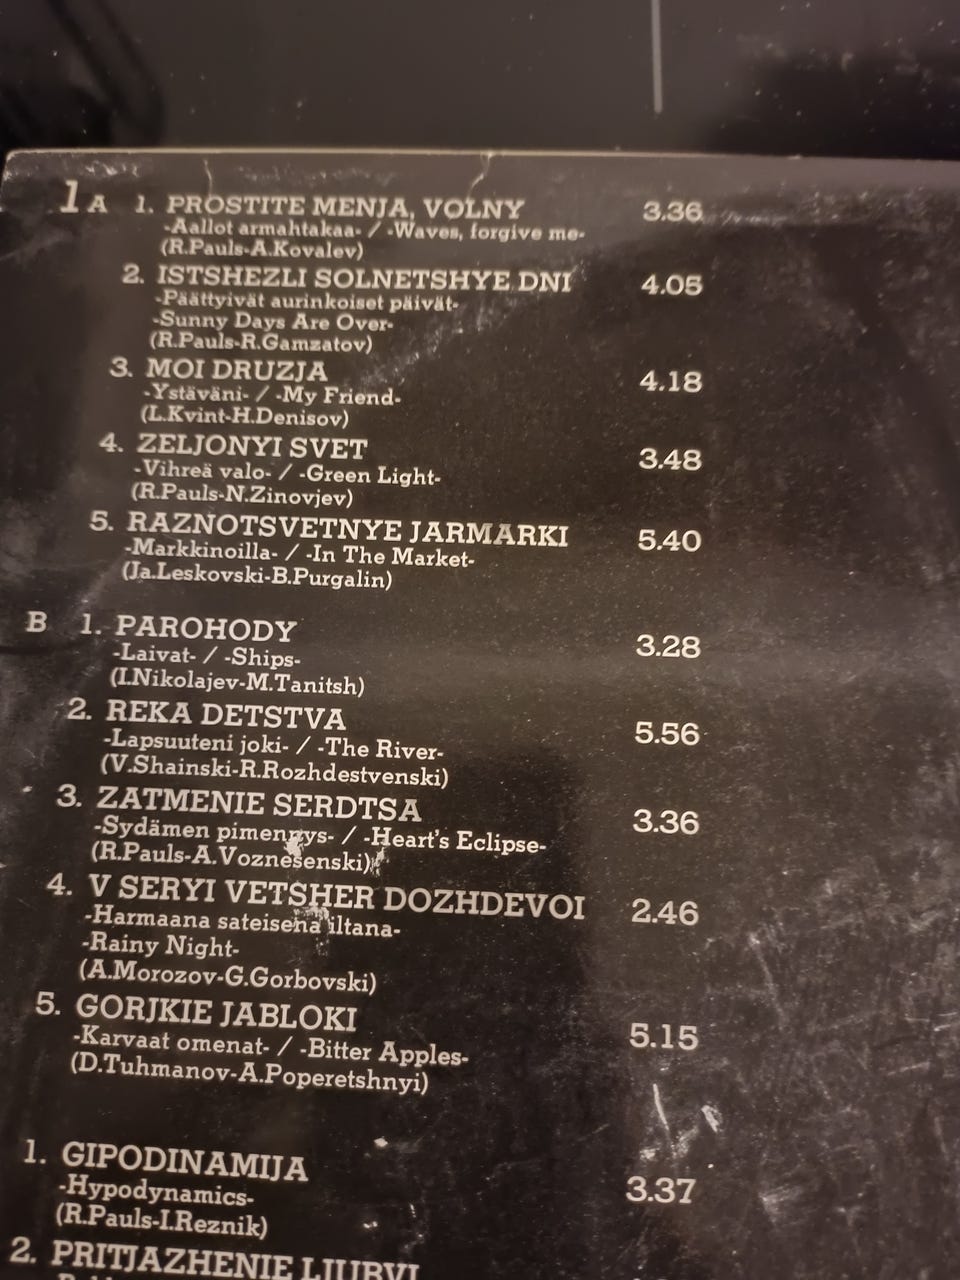 1 A 1. PROSTITE MENJA, VOLNY 3.36
-Aallot armahtakaa- / -Waves, forgive me-
(R.Pauls-A.Kovalev)
2. ISTSHEZLI SOLNETSHYE DNI 4.05
-Päättyivät aurinkoiset päivät-
-Sunny Days Are Over-
(R.Pauls-R.Gamzatov)
3. MOI DRUZJA 4.18
-Ystäväni- / -My Friend-
(L.Kvint-H.Denisov)
4. ZELJONYI SVET 3.48
-Vihreä valo- / -Green Light-
(R.Pauls-N.Zinovjev)
5. RAZNOTSVETNYE JARMARKI 5.40
-Markkinoilla- / -In The Market-
(Ja.Leskovski-B.Purgalin)
B 1. PAROHODY 3.28
-Laivat- / -Ships-
(I.Nikolajev-M.Tanitsh)
2. REKA DETSTVA 5.56
-Lapsuuteni joki- / -The River-
(V.Shainski-R.Rozhdestvenski)
3. ZATMENIE SERDTSA 3.36
-Sydämen pimennys- / -Heart's Eclipse-
(R.Pauls-A.Voznesenski)
4. V SERYI VETSHER DOZHDEVOI 2.46
-Harmaana sateisena iltana-
-Rainy Night-
(A.Morozov-G.Gorbovski)
5. GORJKIE JABLOKI 5.15
-Karvaat omenat- / -Bitter Apples-
(D.Tuhmanov-A.Poperetshnyi)
1. GIPODINAMIJA 3.37
-Hypodynamics-
(R.Pauls-I.Reznik)
2. PRITJAZHENIE LJUBVI